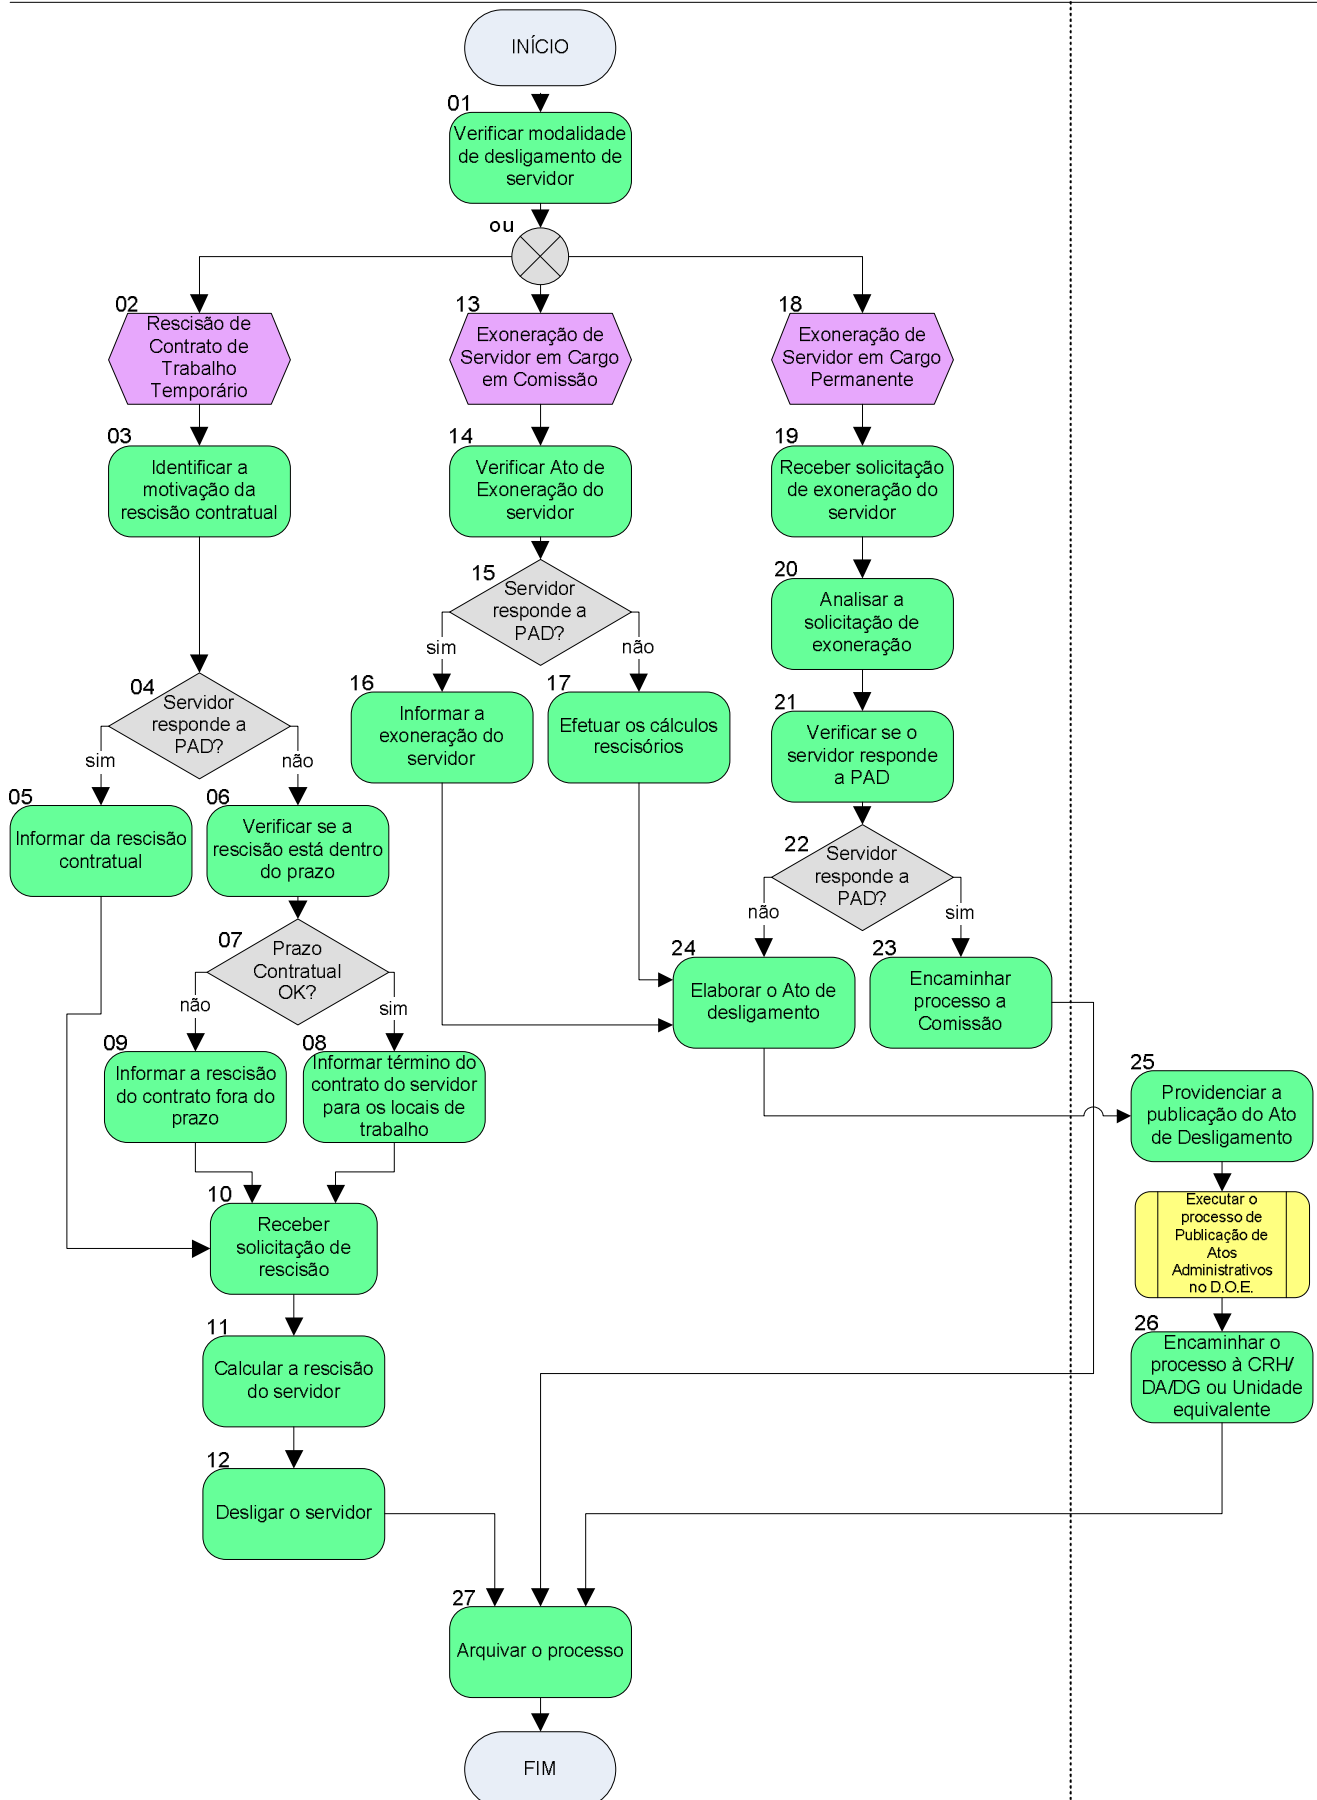 INÍCIO
01
Verificar modalidade
de desligamento de
servidor
ou
02
Rescisão de
Contrato de
Trabalho
Temporário
13
Exoneração de
Servidor em Cargo
em Comissão
18
Exoneração de
Servidor em Cargo
Permanente
03
Identificar a
motivação da
rescisão contratual
14
Verificar Ato de
Exoneração do
servidor
19
Receber solicitação
de exoneração do
servidor
15
Servidor
responde a
PAD?
sim
não
20
Analisar a
solicitação de
exoneração
04
Servidor
responde a
PAD?
sim
não
16
Informar a
exoneração do
servidor
17
Efetuar os cálculos
rescisórios
21
Verificar se o
servidor responde
a PAD
05
Informar da rescisão
contratual
06
Verificar se a
rescisão está dentro
do prazo
22
Servidor
responde a
PAD?
não
sim
07
Prazo
Contratual
OK?
não
sim
24
Elaborar o Ato de
desligamento
23
Encaminhar
processo a
Comissão
09
Informar a rescisão
do contrato fora do
prazo
08
Informar término do
contrato do servidor
para os locais de
trabalho
25
Providenciar a
publicação do Ato
de Desligamento
10
Receber
solicitação de
rescisão
Executar o
processo de
Publicação de
Atos
Administrativos
no D.O.E.
11
Calcular a rescisão
do servidor
26
Encaminhar o
processo à CRH/
DA/DG ou Unidade
equivalente
12
Desligar o servidor
27
Arquivar o processo
FIM